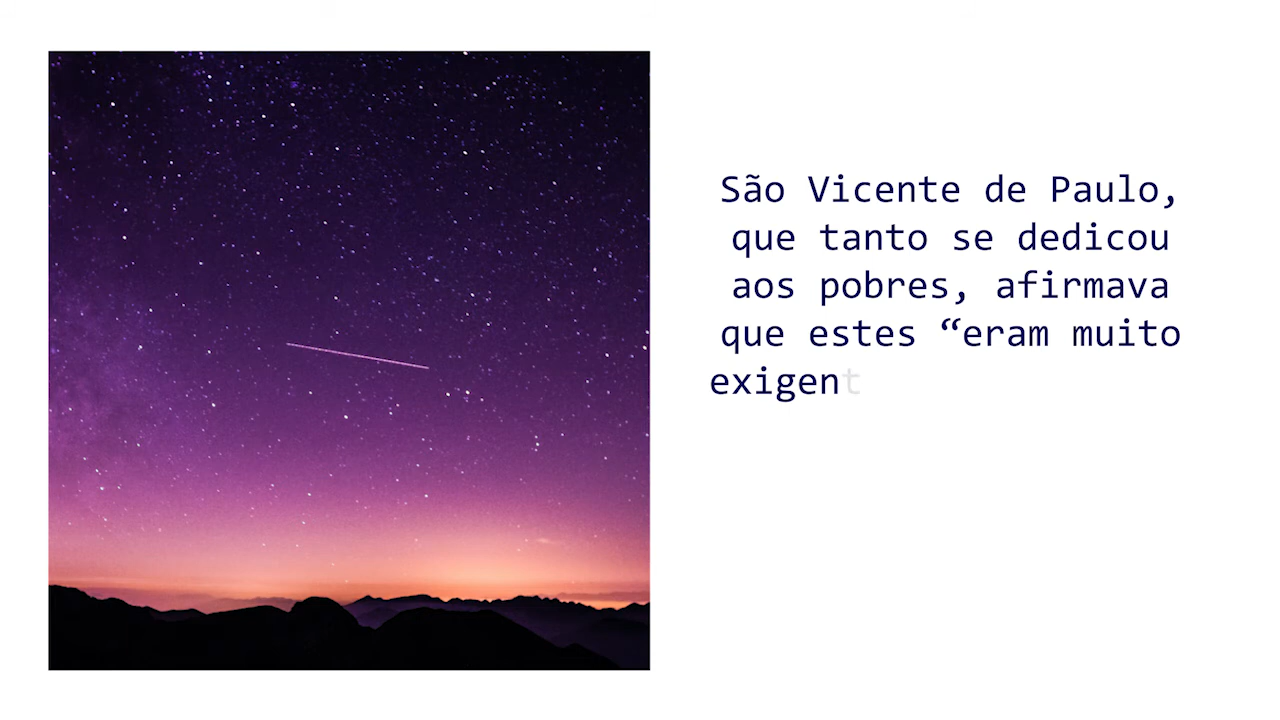 São Vicente de Paulo,
que tanto se dedicou
aos pobres, afirmava
que estes “eram muito
exigent